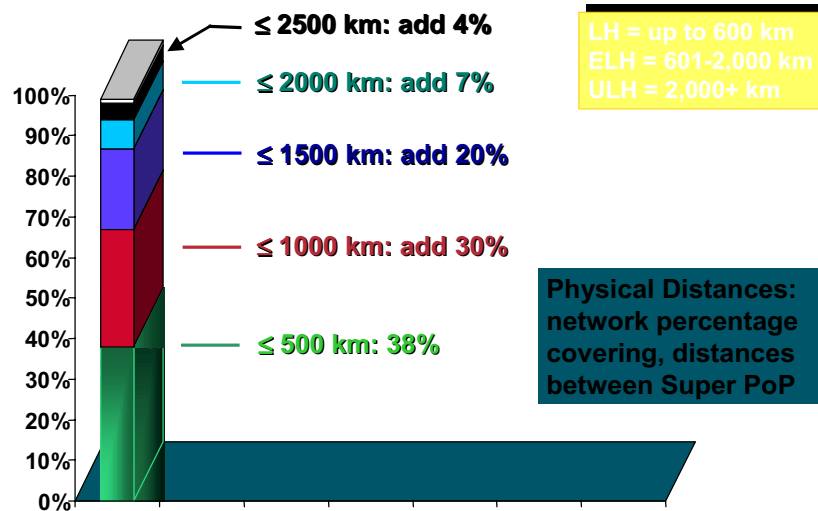 ≤ 2500 km: add 4%
LH = up to 600 km
ELH = 601-2,000 km
ULH = 2,000+ km
≤ 2000 km: add 7%
100%
90%
≤ 1500 km: add 20%
80%
70%
60%
≤ 1000 km: add 30%
50%
Physical Distances:
network percentage
covering, distances
between Super PoP
40%
≤ 500 km: 38%
30%
20%
10%
0%